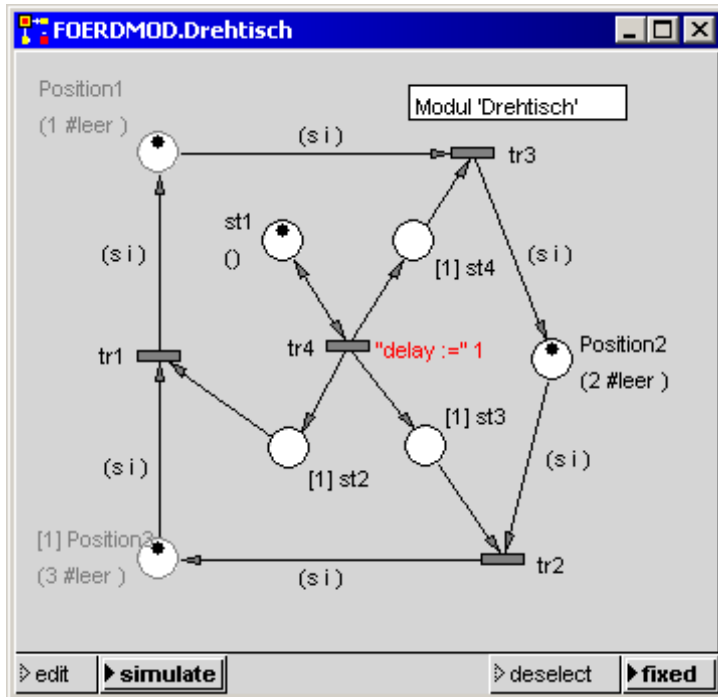 FOERDMOD.Drehtisch
Position1
(1 #leer )
Modul 'Drehtisch'
(s i)
tr3
st1
()
[1] st4
(s i)
(s i)
tr1
tr4
"delay :=" 1
Position2
(2 #leer )
[1] st3
(s i)
(s i)
[1] st2
[1] Position3
(3 #leer )
(s i)
tr2
edit
simulate
deselect
fixed